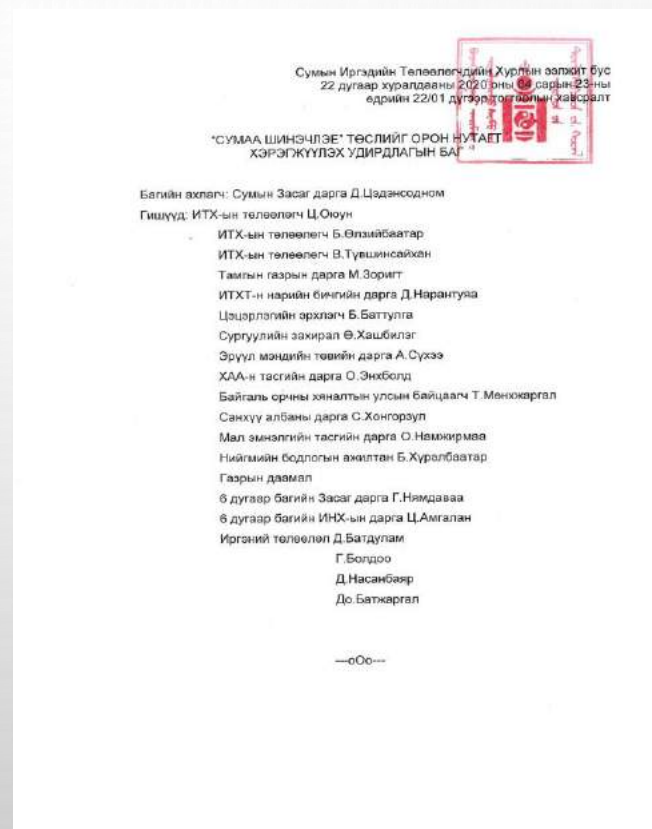 Сумын Иргэдийн Төлөөлөгчдийн Хурлын ээлжит бус
22 дугаар хуралдааны 2020 оны 04 сарын 23-ны
өдрийн 22/01 дүгээр тогтоолын хавсралт
"СУМАА ШИНЭЧЛЭЕ" ТӨСЛИЙГ ОРОН НУТАГТ
ХЭРЭГЖҮҮЛЭХ УДИРДЛАГЫН БАГ
Багийн ахлагч: Сумын Засаг дарга Д.Цэдэнсодном
Гишүүд: ИТХ-ын төлөөлөгч Ц.Оюун
ИТХ-ын төлөөлөгч Б.Өлзийбаатар
ИТХ-ын төлөөлөгч В.Түвшинсайхан
Тамгын газрын дарга М.Зоригт
ИТХТ-н нарийн бичгийн дарга Д.Нарантуяа
Цэцэрлэгийн эрхлэгч Б.Баттулга
Сургуулийн захирал Ө.Хашбилэг
Эрүүл мэндийн төвийн дарга А.Сүхээ
ХАА-н тасгийн дарга О.Энхболд
Байгаль орчны хяналтын улсын байцаагч Т.Мөнхжаргал
Санхүү албаны дарга С.Хонгорзул
Мал эмнэлгийн тасгийн дарга О.Намжирмаа
Нийгмийн бодлогын ажилтан Б.Хүрэлбаатар
Газрын даамал
6 дугаар багийн Засаг дарга Г.Нямдаваа
6 дугаар багийн ИНХ-ын дарга Ц.Амгалан
Иргэний төлөөлөл Д.Батдулам
Г.Болдоо
Д.Насанбаяр
До.Батжаргал
---оОо---